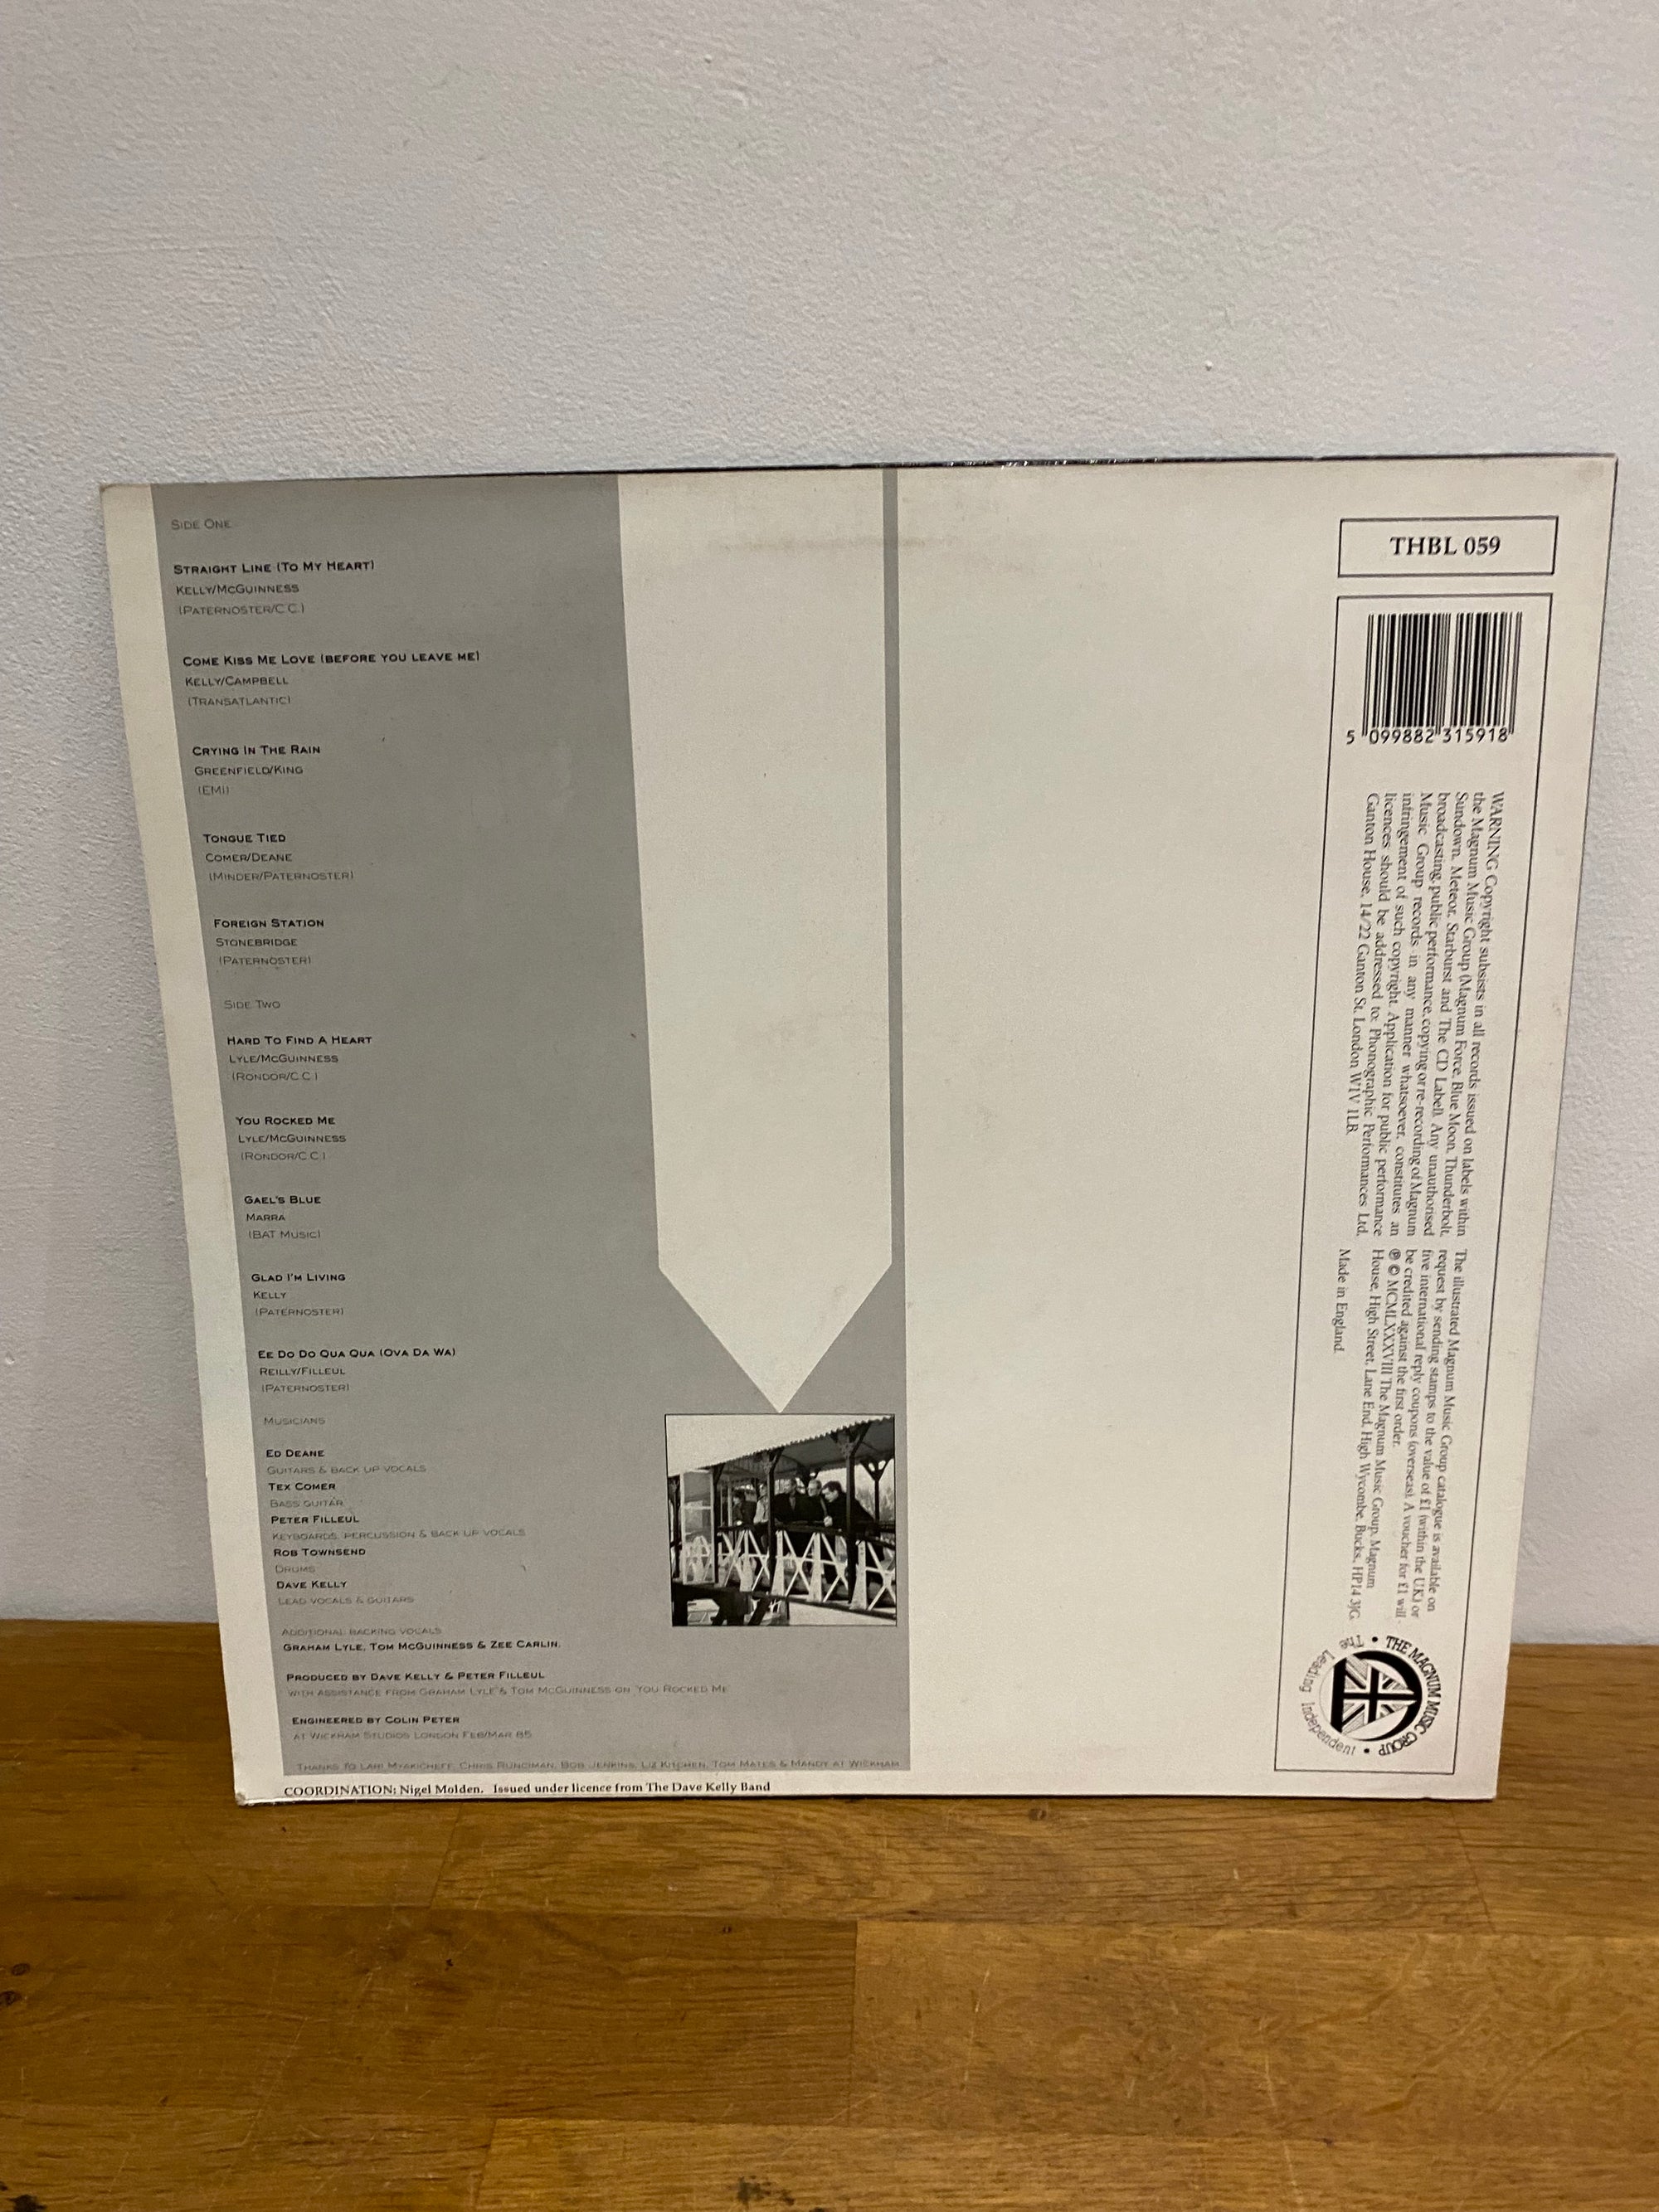 SIDE ONE
STRAIGHT LINE (TO MY HEART)
KELLY/MCGUINNESS
(PATERNOSTER/C.C.)
COME KISS ME LOVE (BEFORE YOU LEAVE ME)
KELLY/CAMPBELL
(TRANSATLANTIC)
CRYING IN THE RAIN
GREENFIELD/KING
(EMI)
TONGUE TIED
COMER/DEANE
(MINDER/PATERNOSTER)
FOREIGN STATION
STONEBRIDGE
(PATERNOSTER)
SIDE TWO
HARD TO FIND A HEART
LYLE/MCGUINNESS
(RONDOR/C.C.)
YOU ROCKED ME
LYLE/MCGUINNESS
(RONDOR/C.C.)
GAEL'S BLUE
MARRA
(BAT MUSIC)
GLAD I'M LIVING
KELLY
(PATERNOSTER)
EE DO DO QUA QUA (OVA DA WA)
REILLY/FILLEUL
(PATERNOSTER)
MUSICIANS
ED DEANE
GUITARS & BACK UP VOCALS
TEX COMER
BASS GUITAR
PETER FILLEUL
KEYBOARDS, PERCUSSION & BACK UP VOCALS
ROB TOWNSEND
DRUMS
DAVE KELLY
LEAD VOCALS & GUITARS
ADDITIONAL BACKING VOCALS
GRAHAM LYLE, TOM MCGUINNESS & ZEE CARLIN.
PRODUCED BY DAVE KELLY & PETER FILLEUL
WITH ASSISTANCE FROM GRAHAM LYLE & TOM MCGUINNESS ON 'YOU ROCKED ME'
ENGINEERED BY COLIN PETER
AT WICKHAM STUDIOS LONDON FEB/MAR 85
THANKS TO LARI MYAKICHEFF, CHRIS RUNCIMAN, BOB JENKINS, LIZ KITCHEN, TOM MATES & MANDY AT WICKHAM
COORDINATION; Nigel Molden. Issued under licence from The Dave Kelly Band
THBL 059
5 099882 315918
WARNING Copyright subsists in all records issued on labels within
the Magnum Music Group (Magnum Force, Blue Moon, Thunderbolt,
Sundown, Meteor, Starburst and The CD Label). Any unauthorised
broadcasting, public performance, copying or re-recording of Magnum
Music Group records in any manner whatsoever, constitutes an
infringement of such copyright. Application for public performance
licences should be addressed to: Phonographic Performances Ltd,
Ganton House, 14/22 Ganton St. London W1V 1LB.
The illustrated Magnum Music Group catalogue is available on
request by sending stamps to the value of £1 (within the U.K.) or
five international reply coupons (overseas). A voucher for £1 will
be credited against the first order.
℗ © MCMLXXXVIII The Magnum Music Group, Magnum
House, High Street, Lane End, High Wycombe, Bucks., HP14 3JG.
Made in England.
• THE MAGNUM MUSIC GROUP •
The Leading Independent